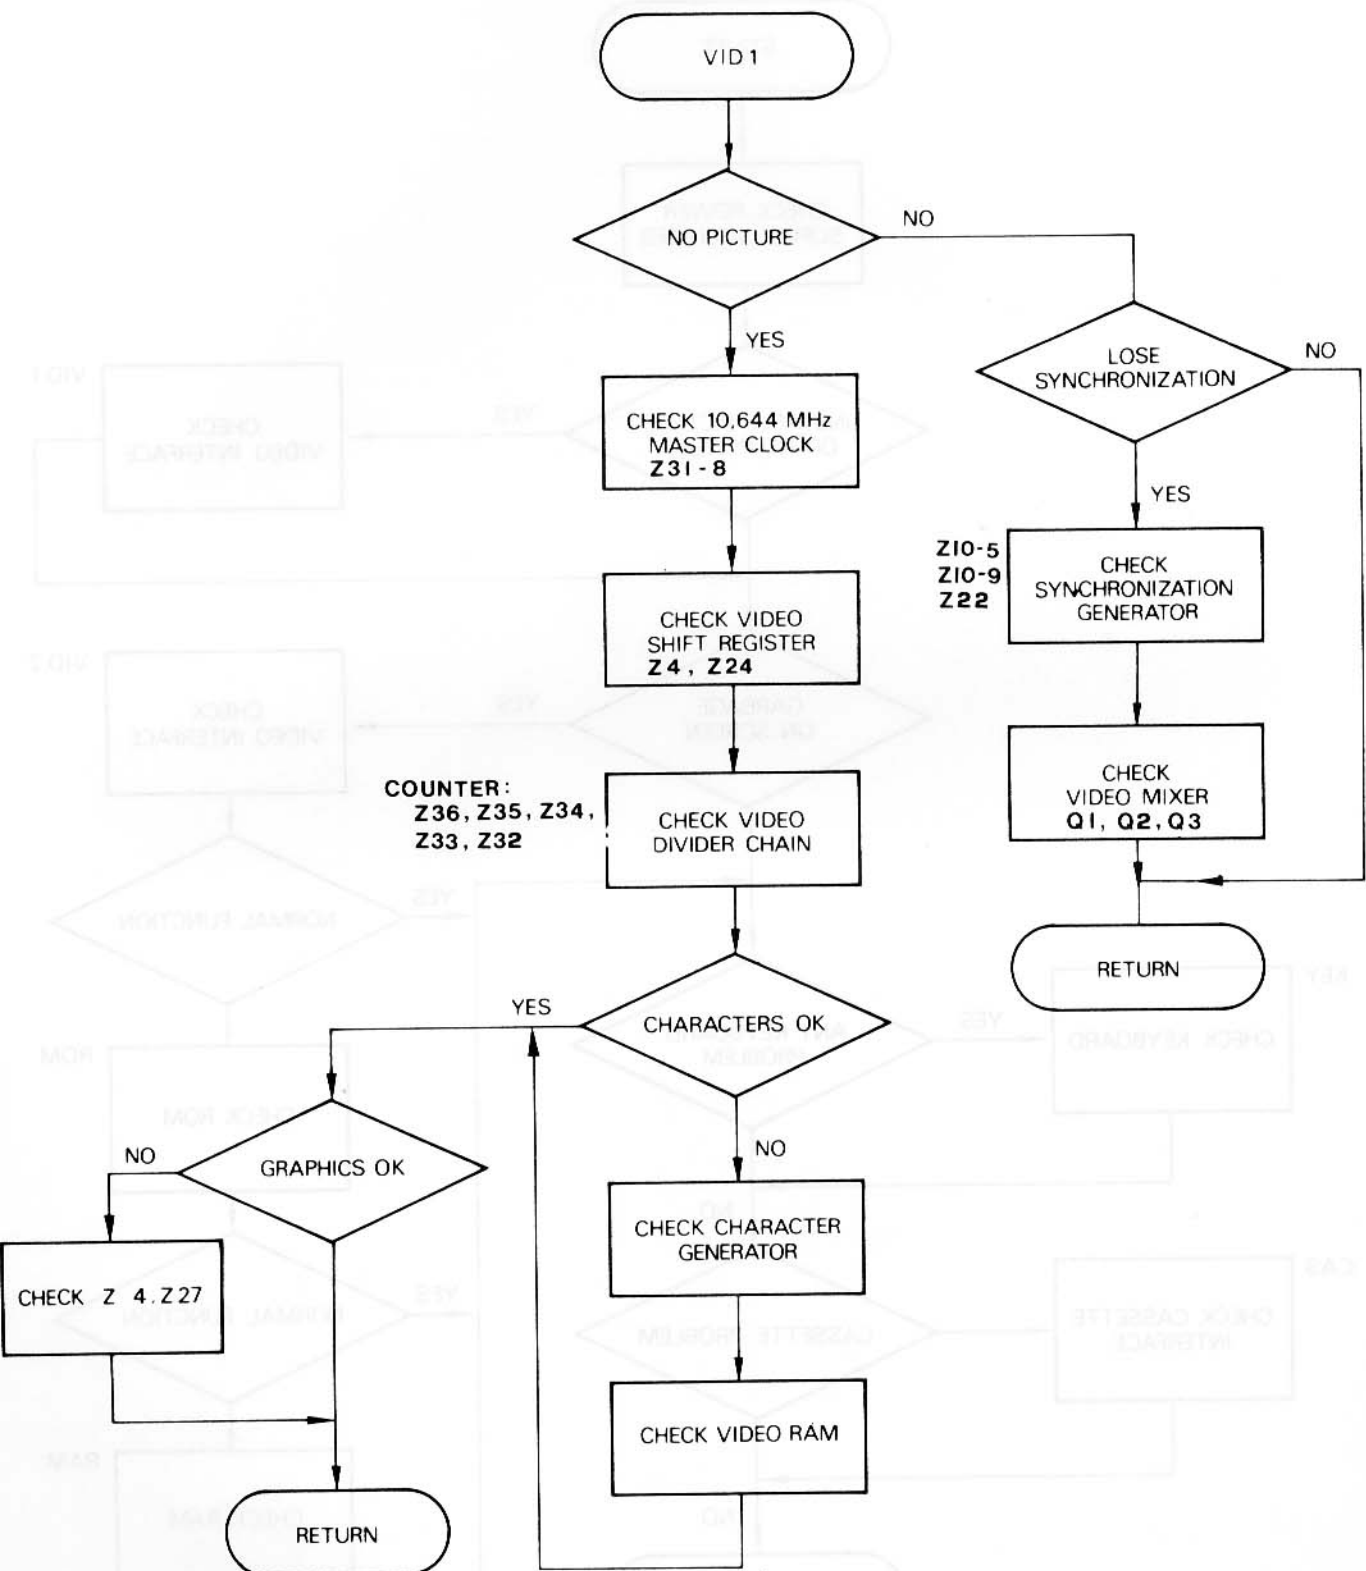 VID 1
NO PICTURE
NO
YES
LOSE
SYNCHRONIZATION
NO
CHECK 10.644 MHz
MASTER CLOCK
Z31-8
YES
Z10-5
Z10-9
Z22
CHECK
SYNCHRONIZATION
GENERATOR
CHECK VIDEO
SHIFT REGISTER
Z4, Z24
CHECK
VIDEO MIXER
Q1, Q2, Q3
COUNTER:
Z36, Z35, Z34,
Z33, Z32
CHECK VIDEO
DIVIDER CHAIN
RETURN
YES
CHARACTERS OK
NO
NO
GRAPHICS OK
CHECK CHARACTER
GENERATOR
CHECK Z 4.Z27
CHECK VIDEO RAM
RETURN